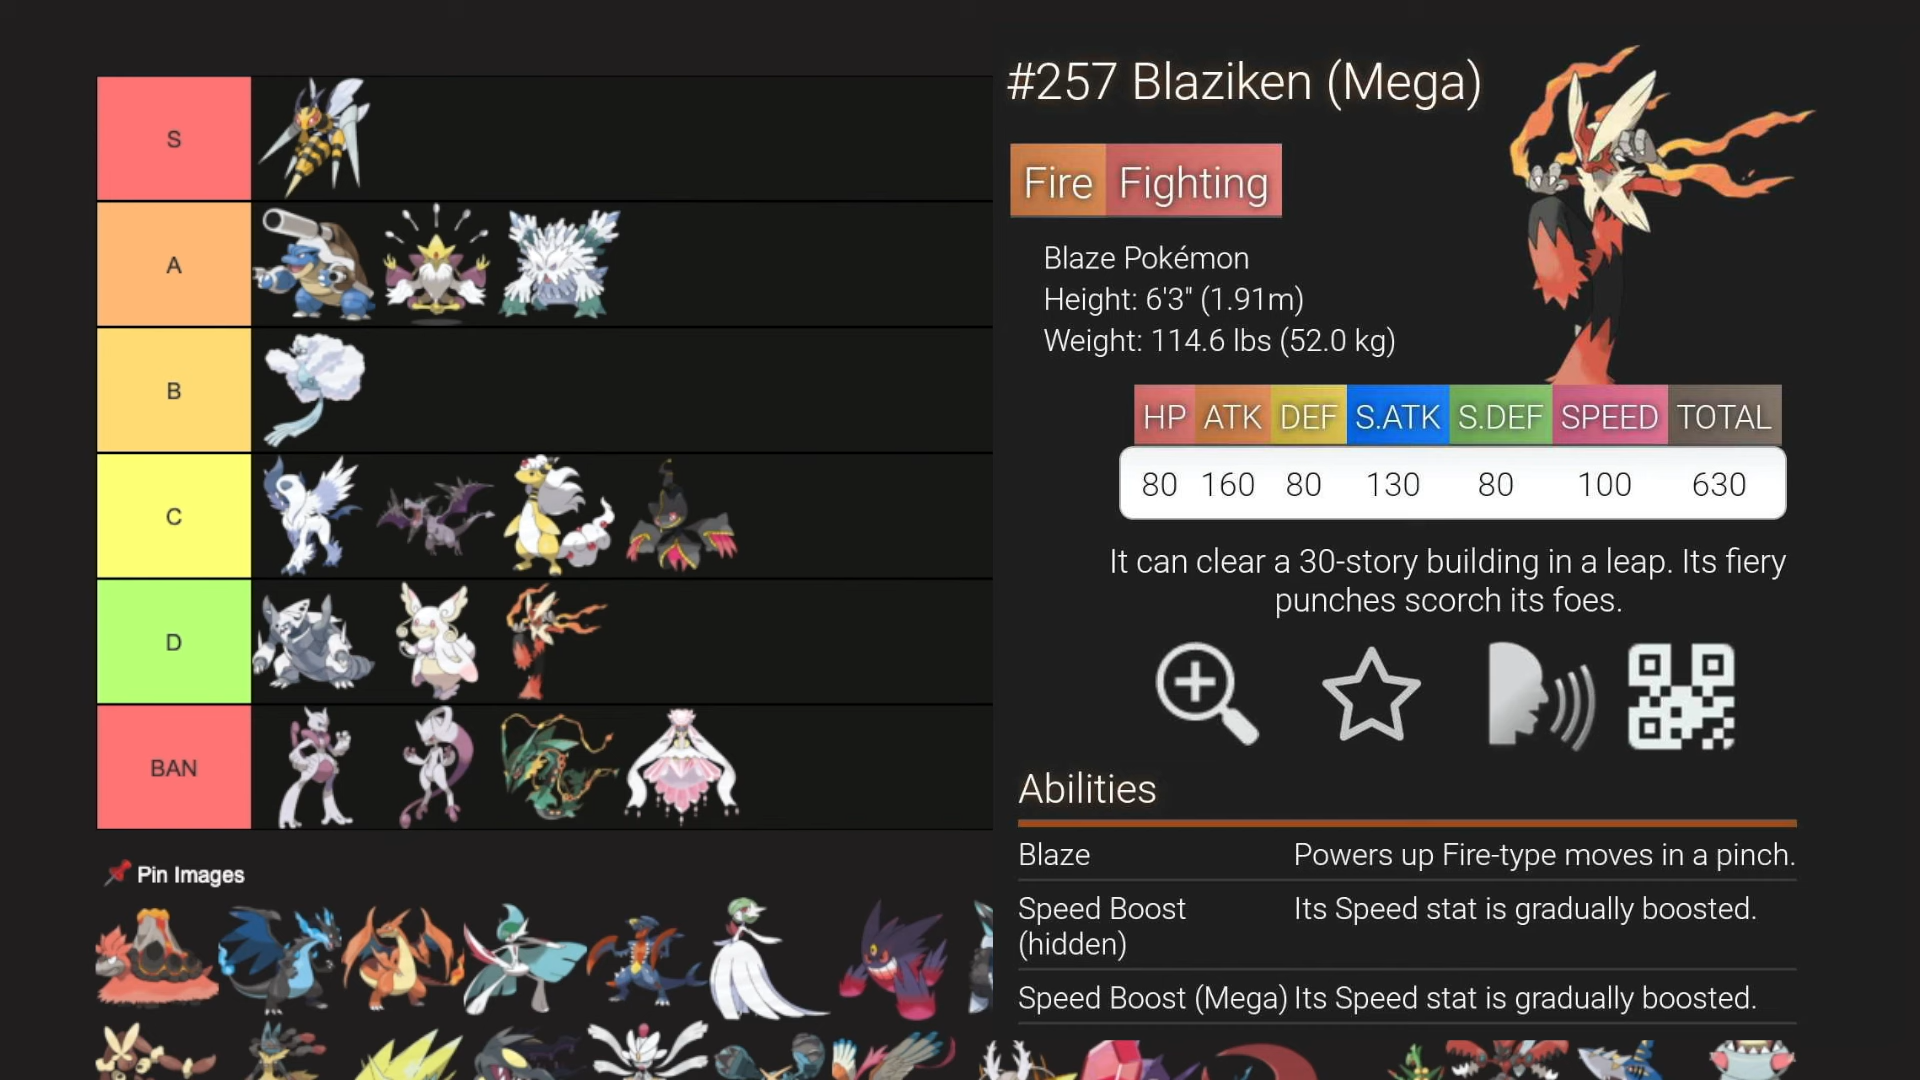 S
A
B
C
D
BAN
Pin Images
#257 Blaziken (Mega)
Fire Fighting
Blaze Pokémon
Height: 6'3" (1.91m)
Weight: 114.6 lbs (52.0 kg)
HP ATK DEF S.ATK S.DEF SPEED TOTAL
80 160 80 130 80 100 630
It can clear a 30-story building in a leap. Its fiery
punches scorch its foes.
Abilities
Blaze Powers up Fire-type moves in a pinch.
Speed Boost Its Speed stat is gradually boosted.
(hidden)
Speed Boost (Mega) Its Speed stat is gradually boosted.